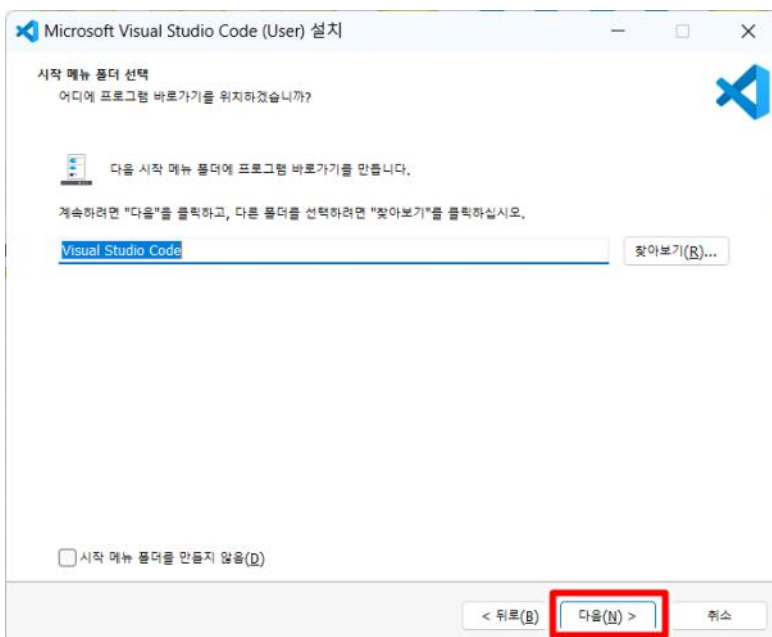 Microsoft Visual Studio Code (User) 설치
시작 메뉴 폴더 선택
어디에 프로그램 바로가기를 위치하겠습니까?
다음 시작 메뉴 폴더에 프로그램 바로가기를 만듭니다.
계속하려면 "다음"을 클릭하고, 다른 폴더를 선택하려면 "찾아보기"를 클릭하십시오.
Visual Studio Code 찾아보기(R)...
시작 메뉴 폴더를 만들지 않음(D)
< 뒤로(B) 다음(N) > 취소